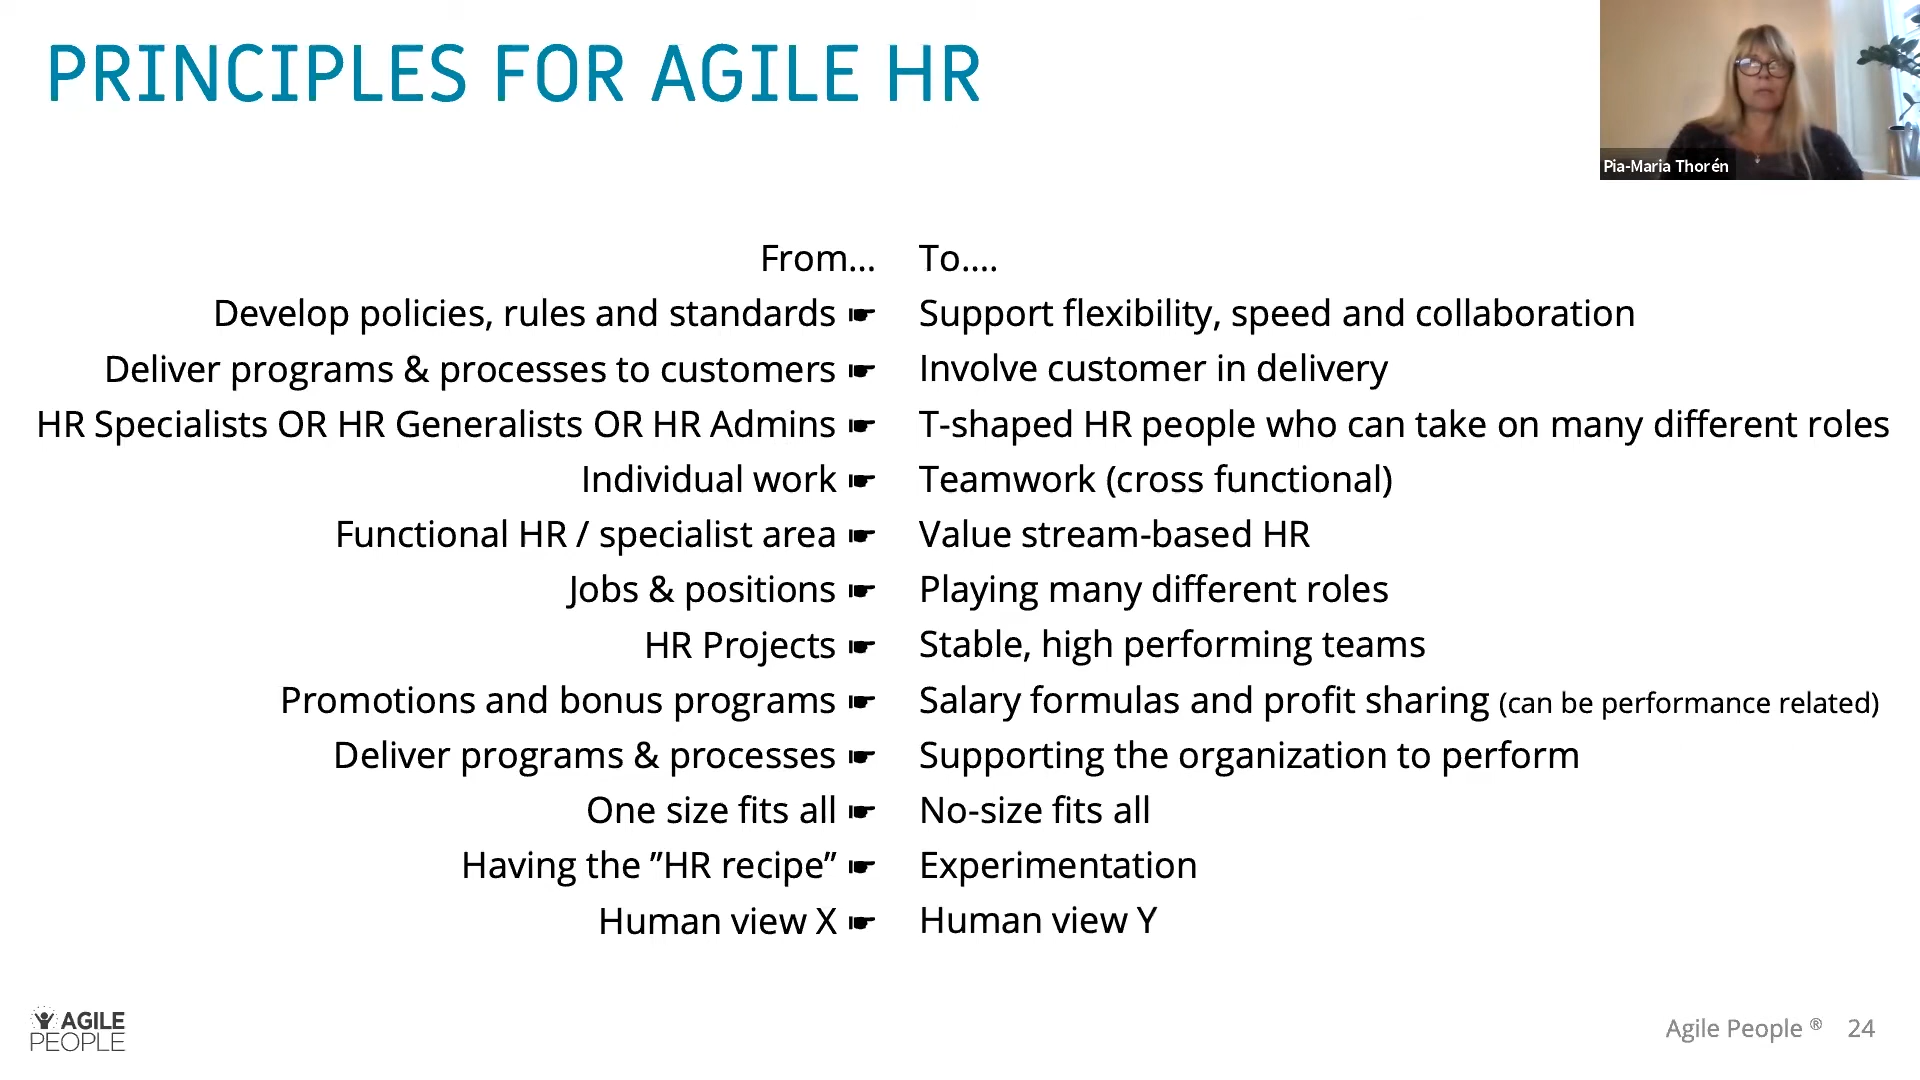 PRINCIPLES FOR AGILE HR
Pia-Maria Thorén
From... To....
Develop policies, rules and standards ☛ Support flexibility, speed and collaboration
Deliver programs & processes to customers ☛ Involve customer in delivery
HR Specialists OR HR Generalists OR HR Admins ☛ T-shaped HR people who can take on many different roles
Individual work ☛ Teamwork (cross functional)
Functional HR / specialist area ☛ Value stream-based HR
Jobs & positions ☛ Playing many different roles
HR Projects ☛ Stable, high performing teams
Promotions and bonus programs ☛ Salary formulas and profit sharing (can be performance related)
Deliver programs & processes ☛ Supporting the organization to perform
One size fits all ☛ No-size fits all
Having the ”HR recipe” ☛ Experimentation
Human view X ☛ Human view Y
AGILE
PEOPLE
Agile People ® 24